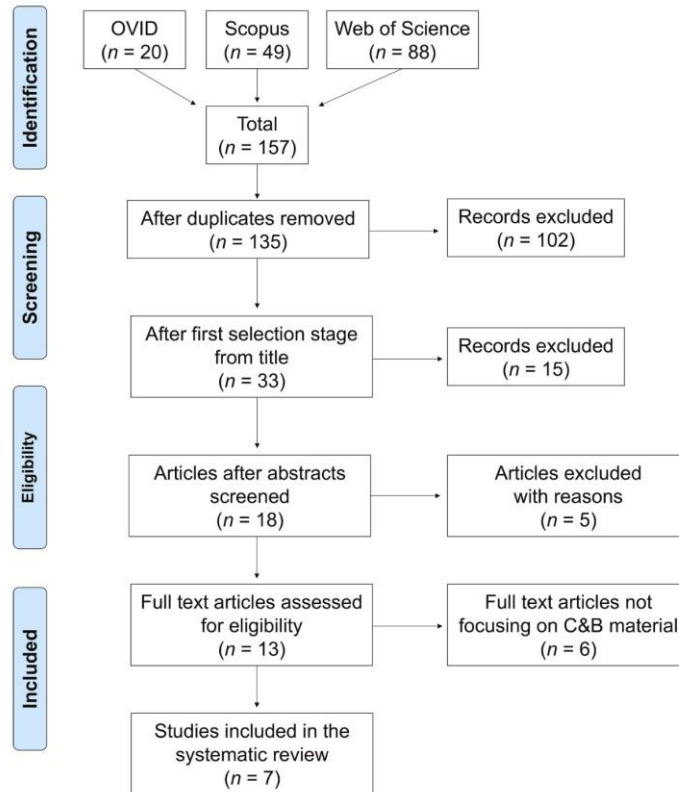 OVID
(n = 20)
Scopus
(n = 49)
Web of Science
(n = 88)
Identification
Total
(n = 157)
After duplicates removed
(n = 135)
Records excluded
(n = 102)
Screening
After first selection stage
from title
(n = 33)
Records excluded
(n = 15)
Eligibility
Articles after abstracts
screened
(n = 18)
Articles excluded
with reasons
(n = 5)
Included
Full text articles assessed
for eligibility
(n = 13)
Full text articles not
focusing on C&B material
(n = 6)
Studies included in the
systematic review
(n = 7)